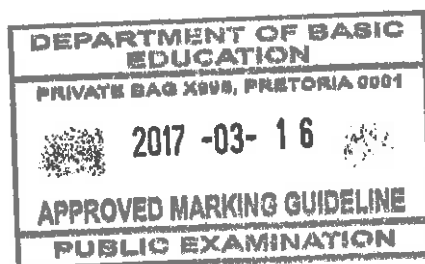 DEPARTMENT OF BASIC
EDUCATION
PRIVATE BAG X895, PRETORIA 0001
2017 -03- 16
APPROVED MARKING GUIDELINE
PUBLIC EXAMINATION